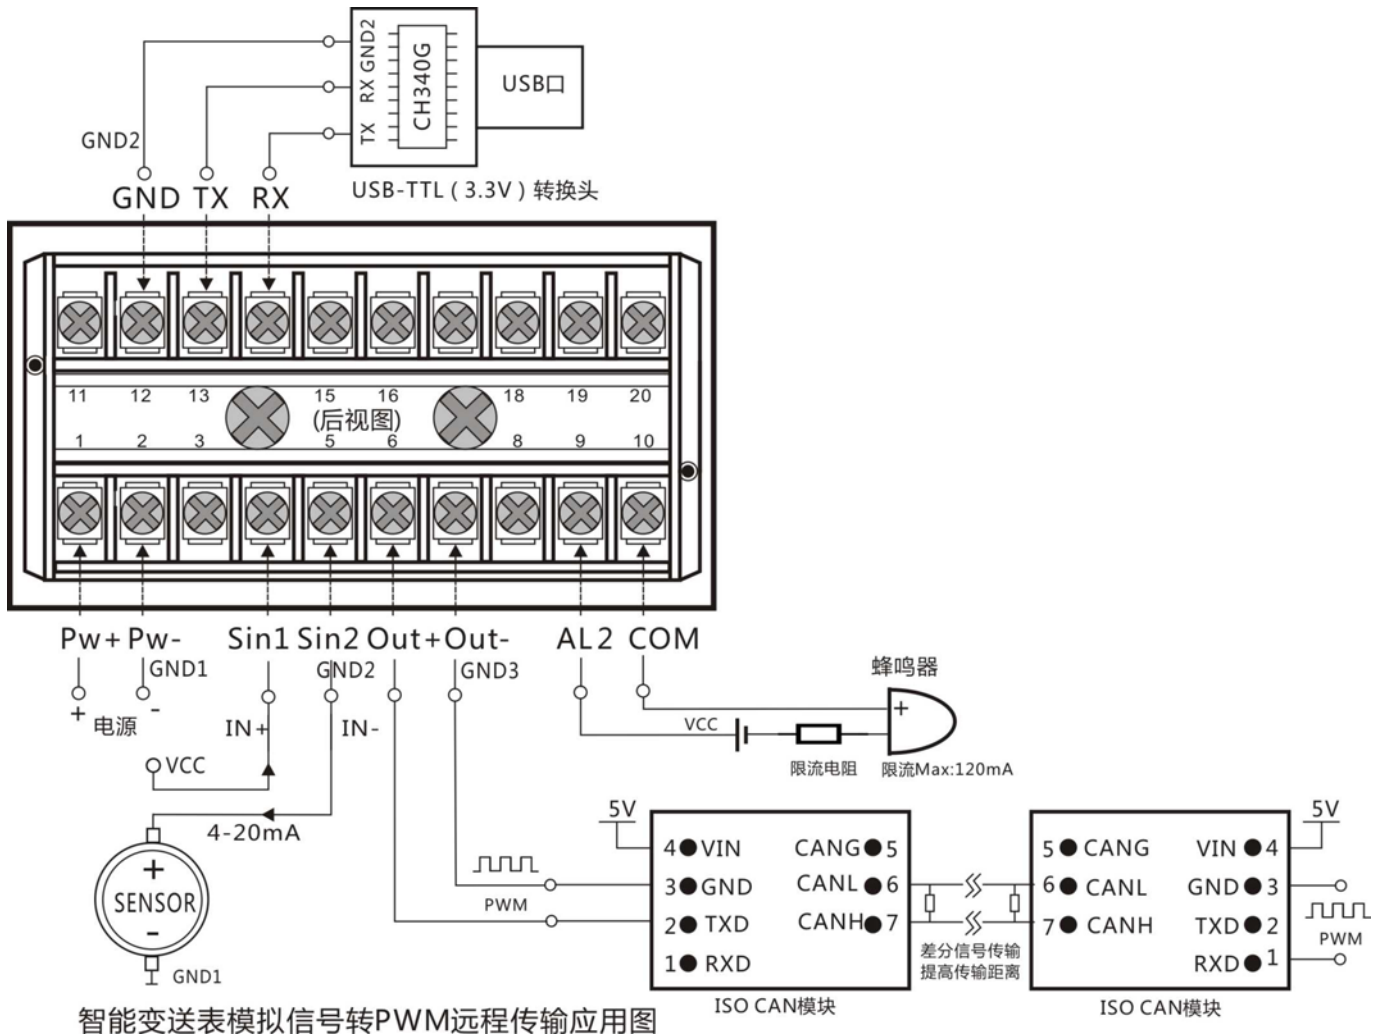 GND2
RX
TX
CH340G
USB口
GND2
GND TX RX
USB-TTL ( 3.3V ) 转换头
11 12 13 15 16 18 19 20
(后视图)
1 2 3 5 6 8 9 10
Pw+ Pw- Sin1 Sin2 Out+ Out- AL2 COM
GND1 GND2 GND3
+ 电源 -
IN+ IN-
蜂鸣器
+
VCC
限流电阻
限流Max:120mA
VCC
4-20mA
+
SENSOR
-
GND1
PWM
5V
4 VIN CANG 5
3 GND CANL 6
2 TXD CANH 7
1 RXD
ISO CAN模块
差分信号传输
提高传输距离
5V
5 CANG VIN 4
6 CANL GND 3
7 CANH TXD 2
RXD 1
PWM
ISO CAN模块
智能变送表模拟信号转PWM远程传输应用图